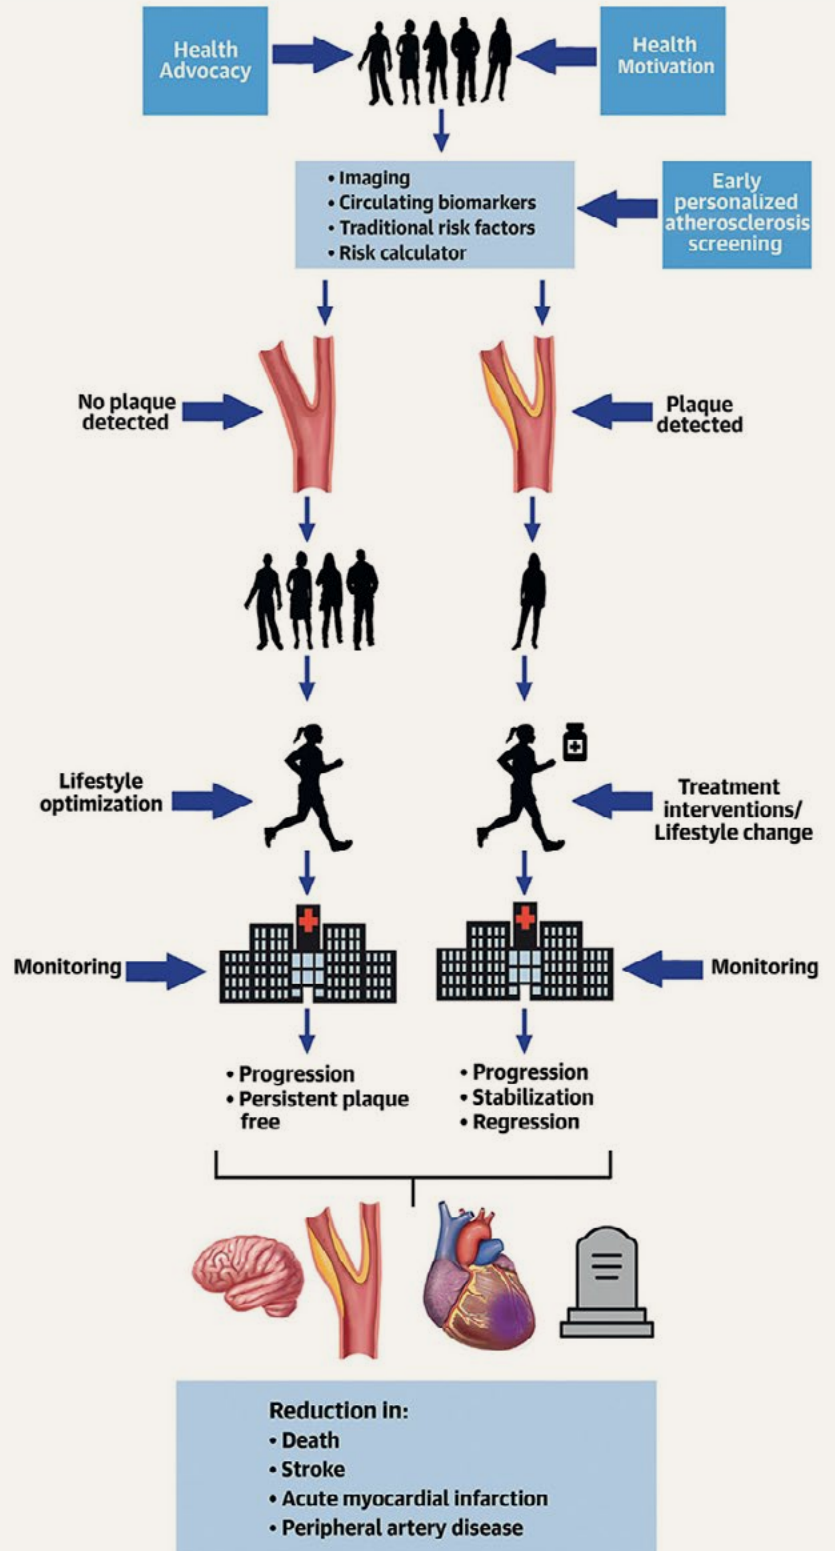 Health
Advocacy
Health
Motivation
• Imaging
• Circulating biomarkers
• Traditional risk factors
• Risk calculator
Early
personalized
atherosclerosis
screening
No plaque
detected
Plaque
detected
Lifestyle
optimization
Treatment
interventions/
Lifestyle change
Monitoring
Monitoring
• Progression
• Persistent plaque
free
• Progression
• Stabilization
• Regression
Reduction in:
• Death
• Stroke
• Acute myocardial infarction
• Peripheral artery disease